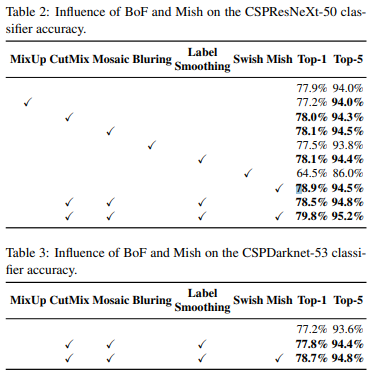 Table 2: Influence of BoF and Mish on the CSPResNeXt-50 clas-
sifier accuracy.
MixUp CutMix Mosaic Bluring Label Smoothing Swish Mish Top-1 Top-5
77.9% 94.0%
✓ 77.2% 94.0%
✓ 78.0% 94.3%
✓ 78.1% 94.5%
✓ 77.5% 93.8%
✓ 78.1% 94.4%
✓ 64.5% 86.0%
✓ 78.9% 94.5%
✓ ✓ ✓ 78.5% 94.8%
✓ ✓ ✓ ✓ 79.8% 95.2%
Table 3: Influence of BoF and Mish on the CSPDarknet-53 classi-
fier accuracy.
MixUp CutMix Mosaic Bluring Label Smoothing Swish Mish Top-1 Top-5
77.2% 93.6%
✓ ✓ ✓ 77.8% 94.4%
✓ ✓ ✓ ✓ 78.7% 94.8%